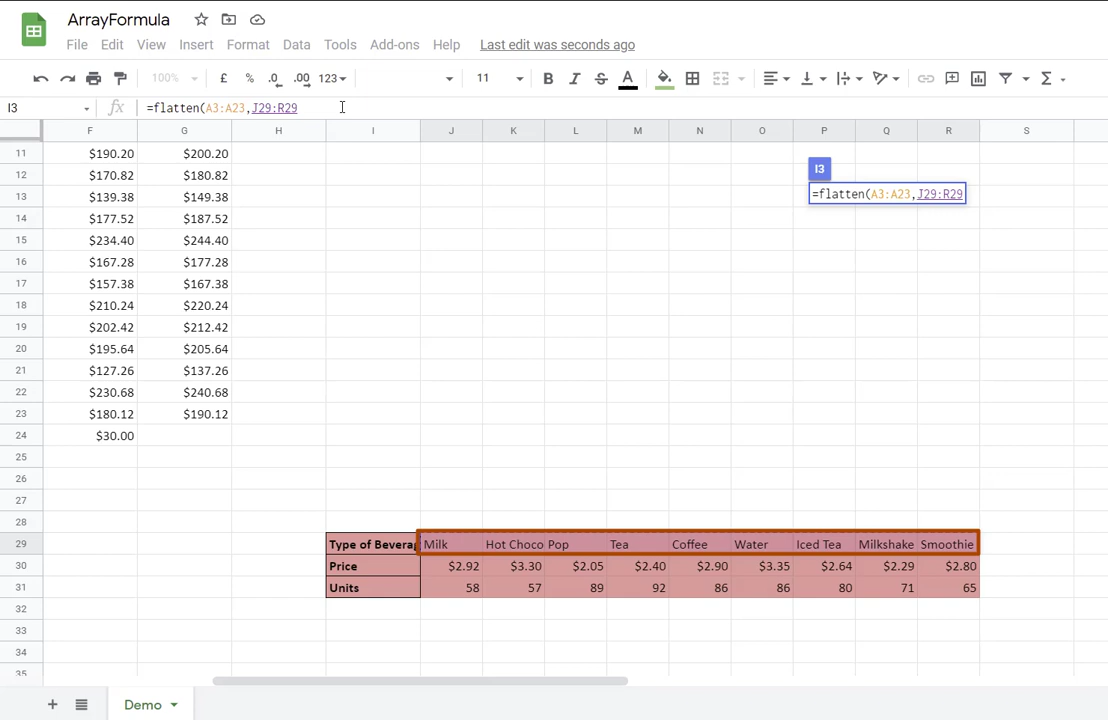 ArrayFormula
File Edit View Insert Format Data Tools Add-ons Help Last edit was seconds ago
100% £ % .0 .00 123 11 B I S A Σ
I3 fx =flatten(A3:A23,J29:R29
F G H I J K L M N O P Q R S
11 $190.20 $200.20
12 $170.82 $180.82
I3
13 $139.38 $149.38
=flatten(A3:A23,J29:R29
14 $177.52 $187.52
15 $234.40 $244.40
16 $167.28 $177.28
17 $157.38 $167.38
18 $210.24 $220.24
19 $202.42 $212.42
20 $195.64 $205.64
21 $127.26 $137.26
22 $230.68 $240.68
23 $180.12 $190.12
24 $30.00
25
26
27
28
29 Type of Beverag Milk Hot Choco Pop Tea Coffee Water Iced Tea Milkshake Smoothie
30 Price $2.92 $3.30 $2.05 $2.40 $2.90 $3.35 $2.64 $2.29 $2.80
31 Units 58 57 89 92 86 86 80 71 65
32
33
34
35
Demo